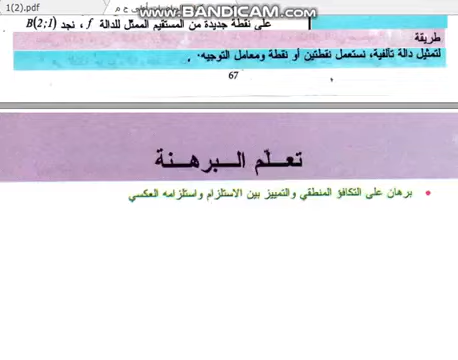 1(2).pdf
WWW.BANDICAM.COM
على نقطة جديدة من المستقيم الممثل للدالة f ، نجد B(2;1)
طريقة
لتمثيل دالة تآلفية، نستعمل نقطتين أو نقطة ومعامل التوجيه.
67
تعلّم البرهنة
• برهان على التكافؤ المنطقي والتمييز بين الاستلزام واستلزامه العكسي